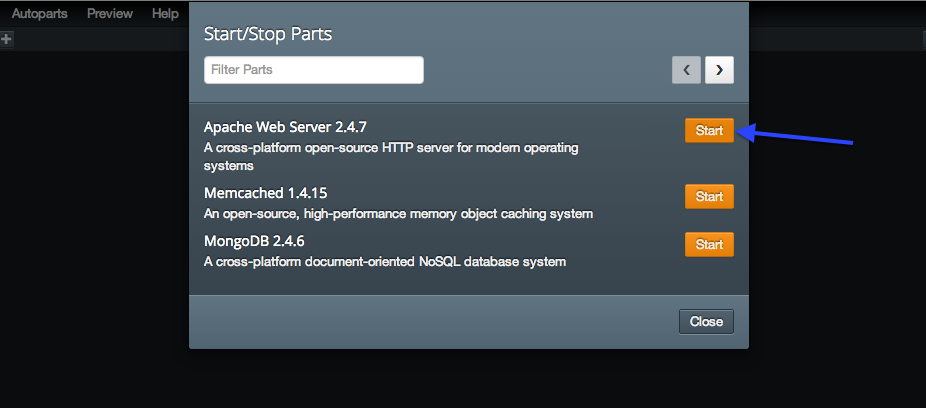 Autoparts Preview Help
Start/Stop Parts
Filter Parts
Apache Web Server 2.4.7
Start
A cross-platform open-source HTTP server for modern operating
systems
Memcached 1.4.15
Start
An open-source, high-performance memory object caching system
MongoDB 2.4.6
Start
A cross-platform document-oriented NoSQL database system
Close